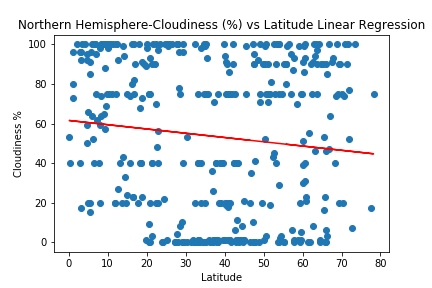 Northern Hemisphere-Cloudiness (%) vs Latitude Linear Regression
100
80
60
40
20
0
Cloudiness %
0 10 20 30 40 50 60 70 80
Latitude